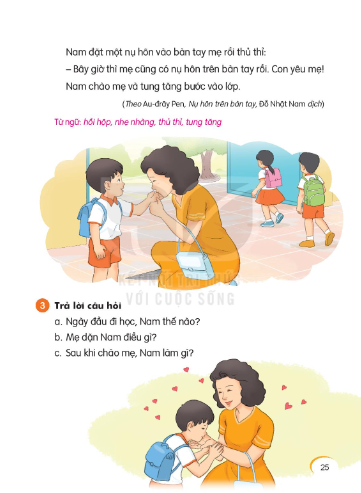 Nam đặt một nụ hôn vào bàn tay mẹ rồi thủ thỉ:
– Bây giờ thì mẹ cũng có nụ hôn trên bàn tay rồi. Con yêu mẹ!
Nam chào mẹ và tung tăng bước vào lớp.
(Theo Au-đrây Pen, Nụ hôn trên bàn tay, Đỗ Nhật Nam dịch)
Từ ngữ: hồi hộp, nhẹ nhàng, thủ thỉ, tung tăng
KẾT NỐI TRI THỨC
VỚI CUỘC SỐNG
3 Trả lời câu hỏi
a. Ngày đầu đi học, Nam thế nào?
b. Mẹ dặn Nam điều gì?
c. Sau khi chào mẹ, Nam làm gì?
25